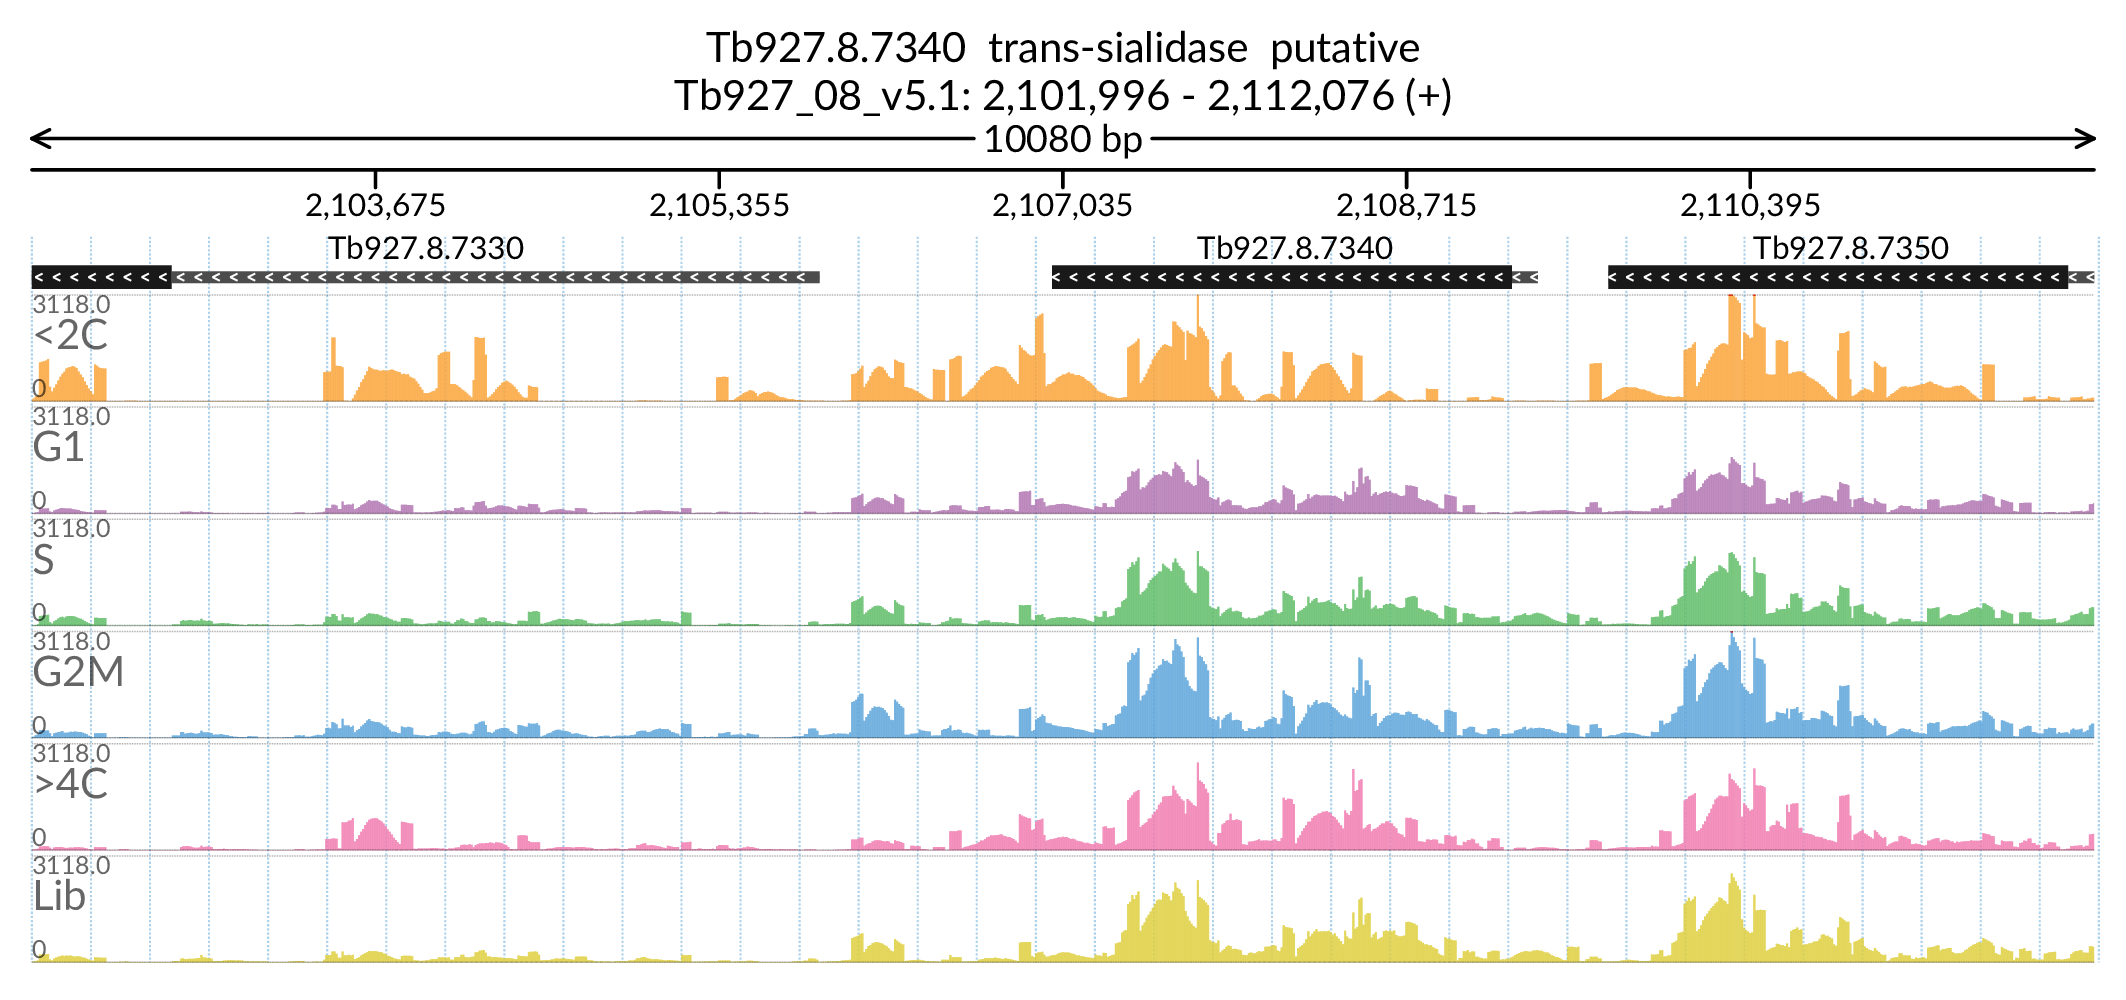 Tb927.8.7340 trans-sialidase putative
Tb927_08_v5.1: 2,101,996 - 2,112,076 (+)
10080 bp
2,103,675 2,105,355 2,107,035 2,108,715 2,110,395
Tb927.8.7330 Tb927.8.7340 Tb927.8.7350
3118.0
<2C
0
3118.0
G1
0
3118.0
S
0
3118.0
G2M
0
3118.0
>4C
0
3118.0
Lib
0